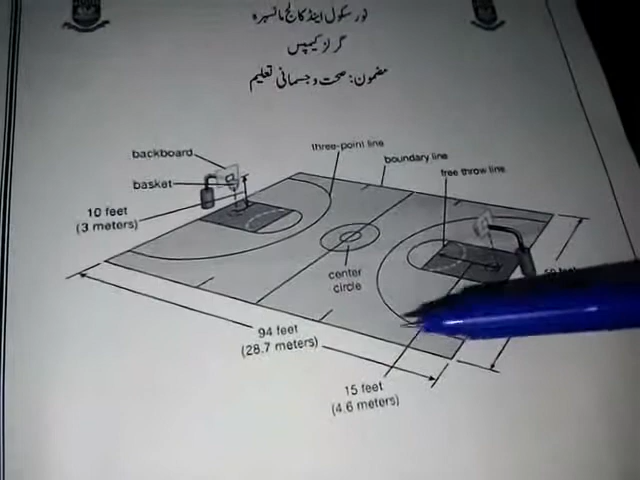 نور سکول اینڈ کالج مانسہرہ
گرلز کیمپس
مضمون: صحت و جسمانی تعلیم
backboard
three-point line
boundary line
basket
free throw line
10 feet
(3 meters)
center
circle
94 feet
(28.7 meters)
15 feet
(4.6 meters)